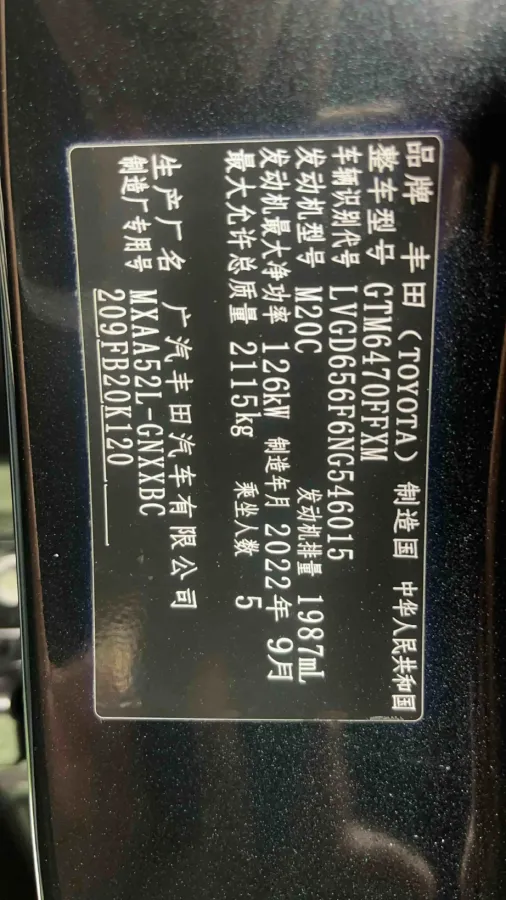 品牌 丰田 (TOYOTA) 制造国 中华人民共和国
整车型号 GTM6470FFXM
车辆识别代号 LVGD656F6NG546015
发动机型号 M20C 发动机排量 1987mL
发动机最大净功率 126kW 制造年月 2022年 9月
最大允许总质量 2115kg 乘坐人数 5
生产厂名 广汽丰田汽车有限公司
制造厂专用号 MXAA52L-GNXXBC
209FB20K120